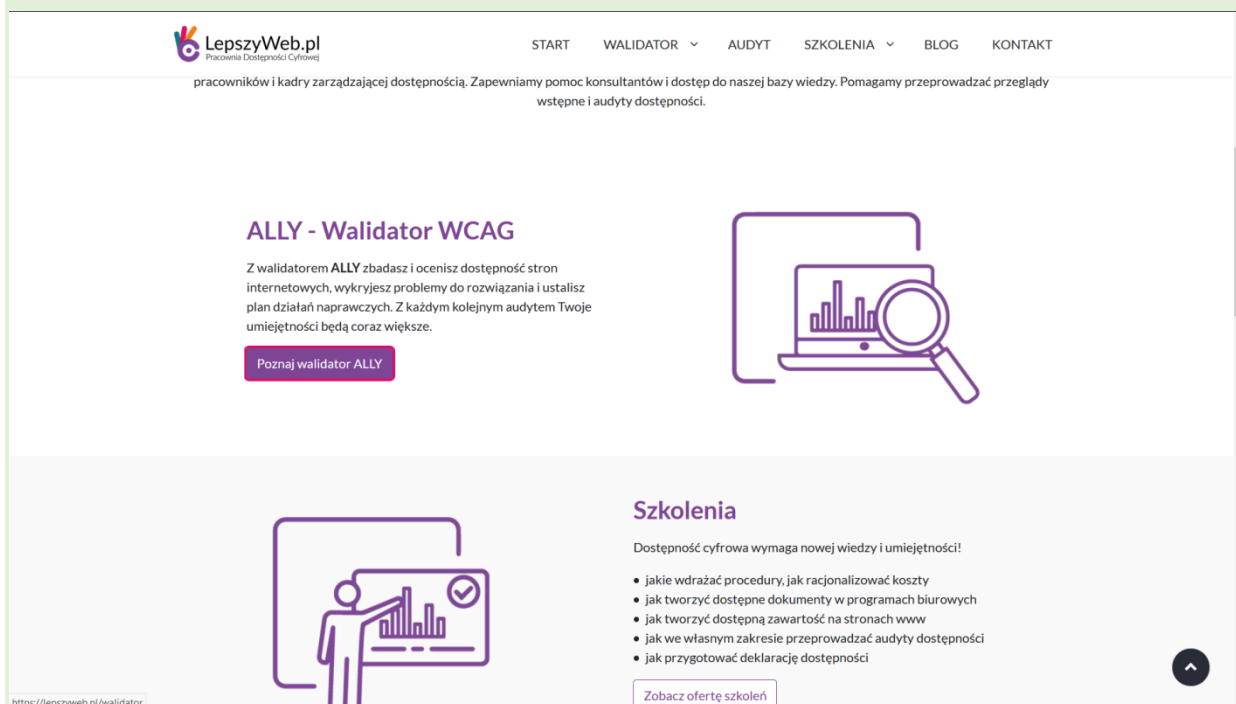 LepszyWeb.pl
Pracownia Dostępności Cyfrowej
START WALIDATOR AUDYT SZKOLENIA BLOG KONTAKT
pracowników i kadry zarządzającej dostępnością. Zapewniamy pomoc konsultantów i dostęp do naszej bazy wiedzy. Pomagamy przeprowadzać przeglądy
wstępne i audyty dostępności.
ALLY - Walidator WCAG
Z walidatorem ALLY zbadasz i ocenisz dostępność stron
internetowych, wykryjesz problemy do rozwiązania i ustalisz
plan działań naprawczych. Z każdym kolejnym audytem Twoje
umiejętności będą coraz większe.
Poznaj walidator ALLY
Szkolenia
Dostępność cyfrowa wymaga nowej wiedzy i umiejętności!
• jakie wdrażać procedury, jak racjonalizować koszty
• jak tworzyć dostępne dokumenty w programach biurowych
• jak tworzyć dostępną zawartość na stronach www
• jak we własnym zakresie przeprowadzać audyty dostępności
• jak przygotować deklarację dostępności
Zobacz ofertę szkoleń
https://lepszyweb.pl/walidator